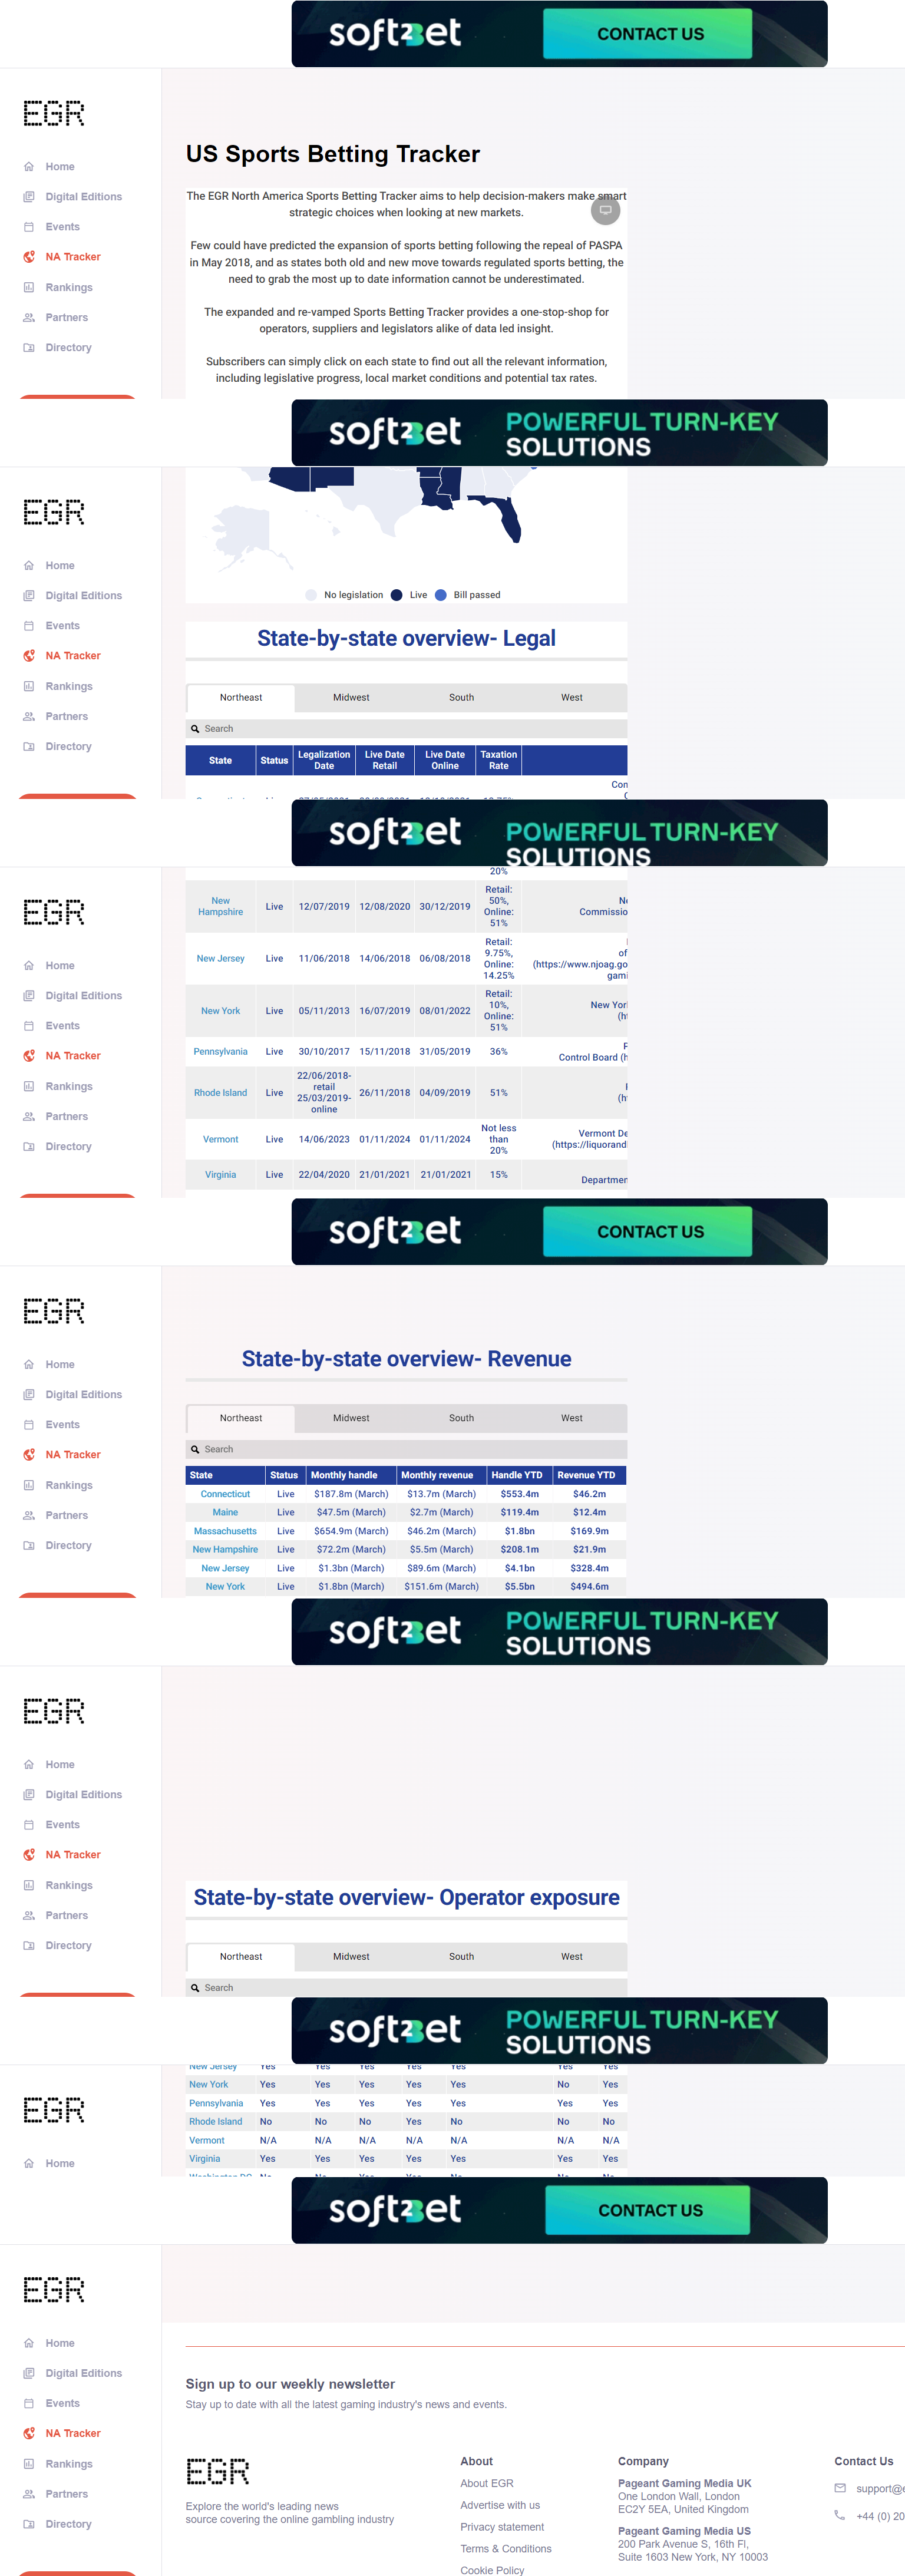 soft2bet CONTACT US
EGR
Home
Digital Editions
Events
NA Tracker
Rankings
Partners
Directory
US Sports Betting Tracker
The EGR North America Sports Betting Tracker aims to help decision-makers make smart
strategic choices when looking at new markets.
Few could have predicted the expansion of sports betting following the repeal of PASPA
in May 2018, and as states both old and new move towards regulated sports betting, the
need to grab the most up to date information cannot be underestimated.
The expanded and re-vamped Sports Betting Tracker provides a one-stop-shop for
operators, suppliers and legislators alike of data led insight.
Subscribers can simply click on each state to find out all the relevant information,
including legislative progress, local market conditions and potential tax rates.
soft2bet POWERFUL TURN-KEY
SOLUTIONS
EGR
Home
Digital Editions
Events
NA Tracker
Rankings
Partners
Directory
No legislation Live Bill passed
State-by-state overview- Legal
Northeast Midwest South West
Search
State Status Legalization Date Live Date Retail Live Date Online Taxation Rate
soft2bet POWERFUL TURN-KEY
SOLUTIONS
EGR
Home
Digital Editions
Events
NA Tracker
Rankings
Partners
Directory
20%
New Hampshire Live 12/07/2019 12/08/2020 30/12/2019 Retail: 50%, Online: 51%
Commissio
New Jersey Live 11/06/2018 14/06/2018 06/08/2018 Retail: 9.75%, Online: 14.25%
of
(https://www.njoag.go
gami
New York Live 05/11/2013 16/07/2019 08/01/2022 Retail: 10%, Online: 51%
New Yor
(ht
Pennsylvania Live 30/10/2017 15/11/2018 31/05/2019 36%
Control Board (h
Rhode Island Live 22/06/2018- retail 25/03/2019- online 26/11/2018 04/09/2019 51%
(ht
Vermont Live 14/06/2023 01/11/2024 01/11/2024 Not less than 20%
Vermont De
(https://liquorand
Virginia Live 22/04/2020 21/01/2021 21/01/2021 15%
Departmen
soft2bet CONTACT US
EGR
Home
Digital Editions
Events
NA Tracker
Rankings
Partners
Directory
State-by-state overview- Revenue
Northeast Midwest South West
Search
State Status Monthly handle Monthly revenue Handle YTD Revenue YTD
Connecticut Live $187.8m (March) $13.7m (March) $553.4m $46.2m
Maine Live $47.5m (March) $2.7m (March) $119.4m $12.4m
Massachusetts Live $654.9m (March) $46.2m (March) $1.8bn $169.9m
New Hampshire Live $72.2m (March) $5.5m (March) $208.1m $21.9m
New Jersey Live $1.3bn (March) $89.6m (March) $4.1bn $328.4m
New York Live $1.8bn (March) $151.6m (March) $5.5bn $494.6m
soft2bet POWERFUL TURN-KEY
SOLUTIONS
EGR
Home
Digital Editions
Events
NA Tracker
Rankings
Partners
Directory
State-by-state overview- Operator exposure
Northeast Midwest South West
Search
soft2bet POWERFUL TURN-KEY
SOLUTIONS
EGR
Home
New Jersey Yes Yes Yes Yes Yes Yes Yes
New York Yes Yes Yes Yes Yes No Yes
Pennsylvania Yes Yes Yes Yes Yes Yes Yes
Rhode Island No No No Yes No No No
Vermont N/A N/A N/A N/A N/A N/A N/A
Virginia Yes Yes Yes Yes Yes Yes Yes
soft2bet CONTACT US
EGR
Home
Digital Editions
Events
NA Tracker
Rankings
Partners
Directory
Sign up to our weekly newsletter
Stay up to date with all the latest gaming industry's news and events.
EGR
Explore the world's leading news
source covering the online gambling industry
About
About EGR
Advertise with us
Privacy statement
Terms & Conditions
Cookie Policy
Company
Pageant Gaming Media UK
One London Wall, London
EC2Y 5EA, United Kingdom
Pageant Gaming Media US
200 Park Avenue S, 16th Fl,
Suite 1603 New York, NY 10003
Contact Us
support@e
+44 (0) 20